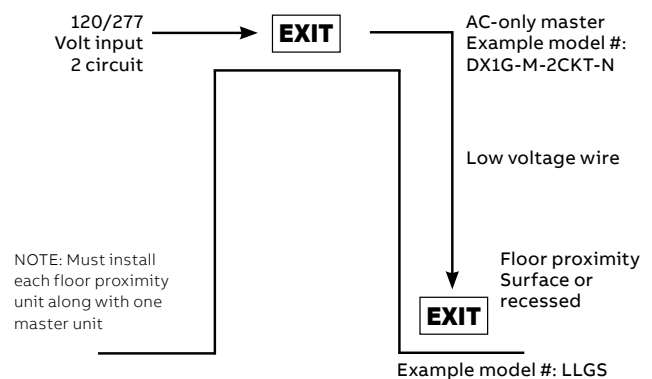 120/277
Volt input
2 circuit
EXIT
AC-only master
Example model #:
DX1G-M-2CKT-N
Low voltage wire
NOTE: Must install
each floor proximity
unit along with one
master unit
Floor proximity
Surface or
recessed
EXIT
Example model #: LLGS